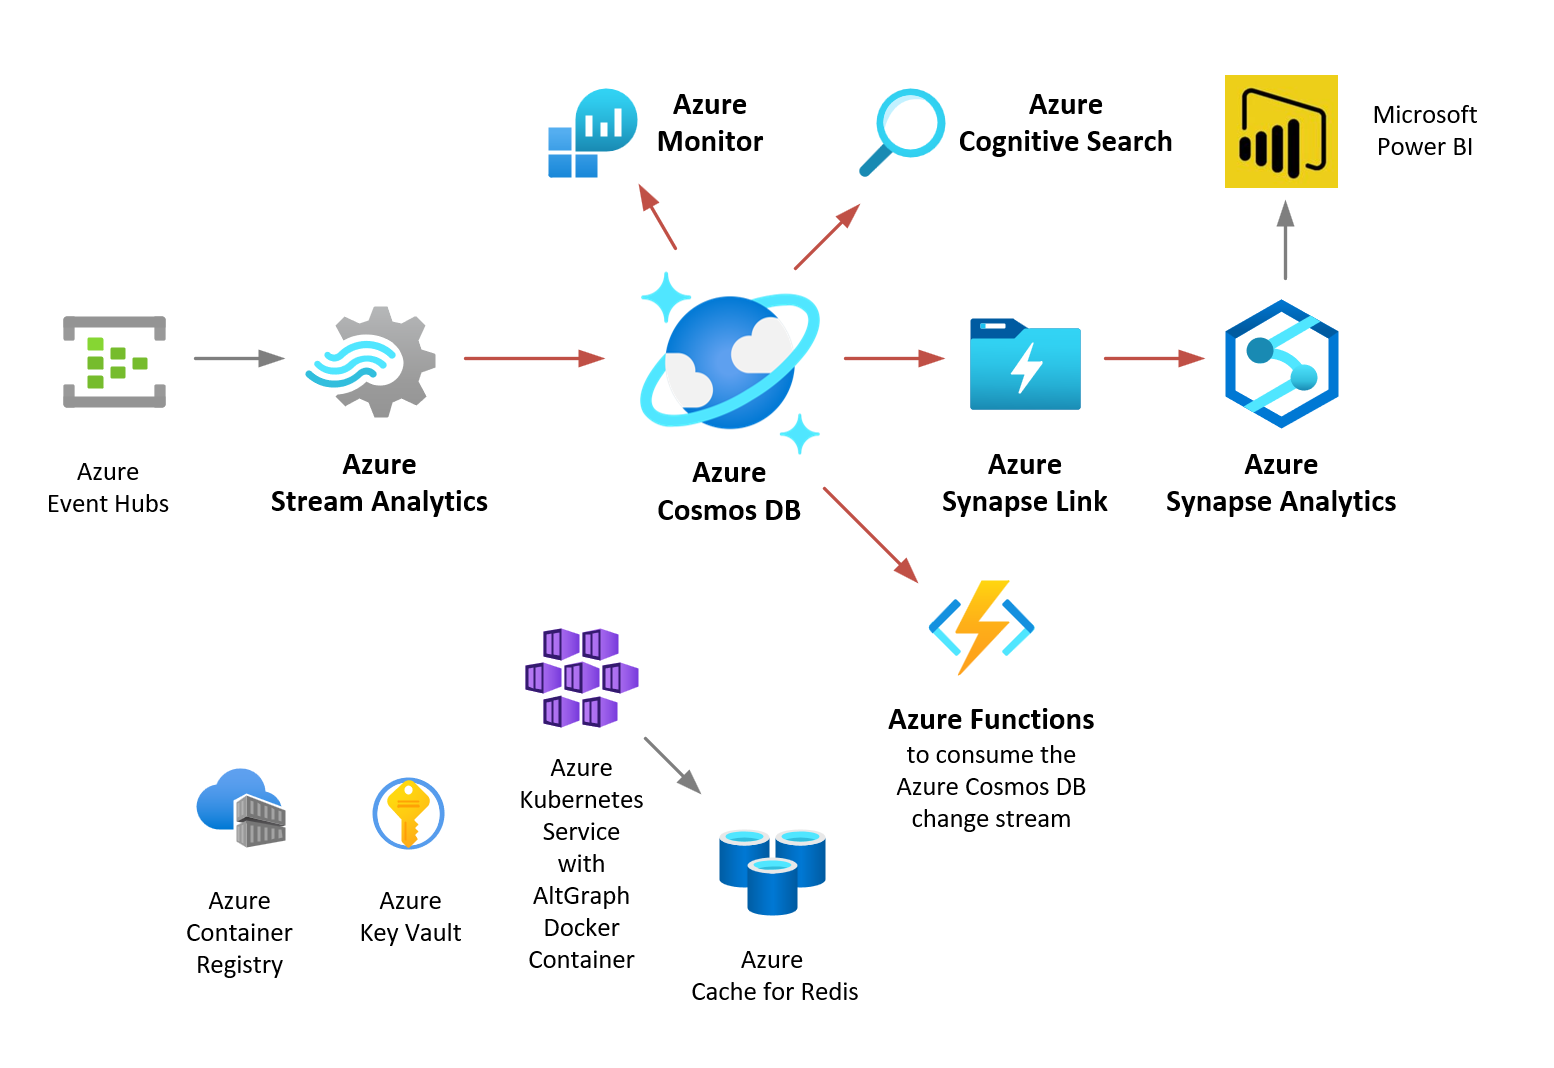 Azure
Monitor
Azure
Cognitive Search
Microsoft
Power BI
Azure
Event Hubs
Azure
Stream Analytics
Azure
Cosmos DB
Azure
Synapse Link
Azure
Synapse Analytics
Azure Functions
to consume the
Azure Cosmos DB
change stream
Azure
Container
Registry
Azure
Key Vault
Azure
Kubernetes
Service
with
AltGraph
Docker
Container
Azure
Cache for Redis